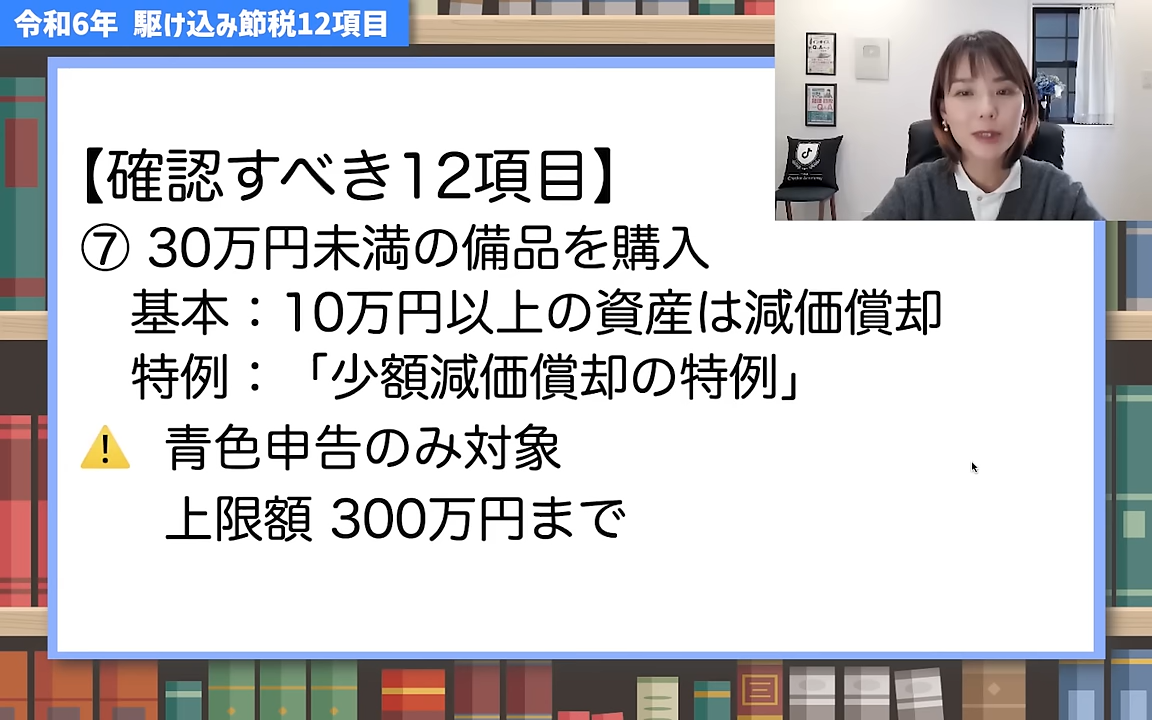 令和6年 駆け込み節税12項目
【確認すべき12項目】
⑦ 30万円未満の備品を購入
基本：10万円以上の資産は減価償却
特例：「少額減価償却の特例」
青色申告のみ対象
上限額 300万円まで